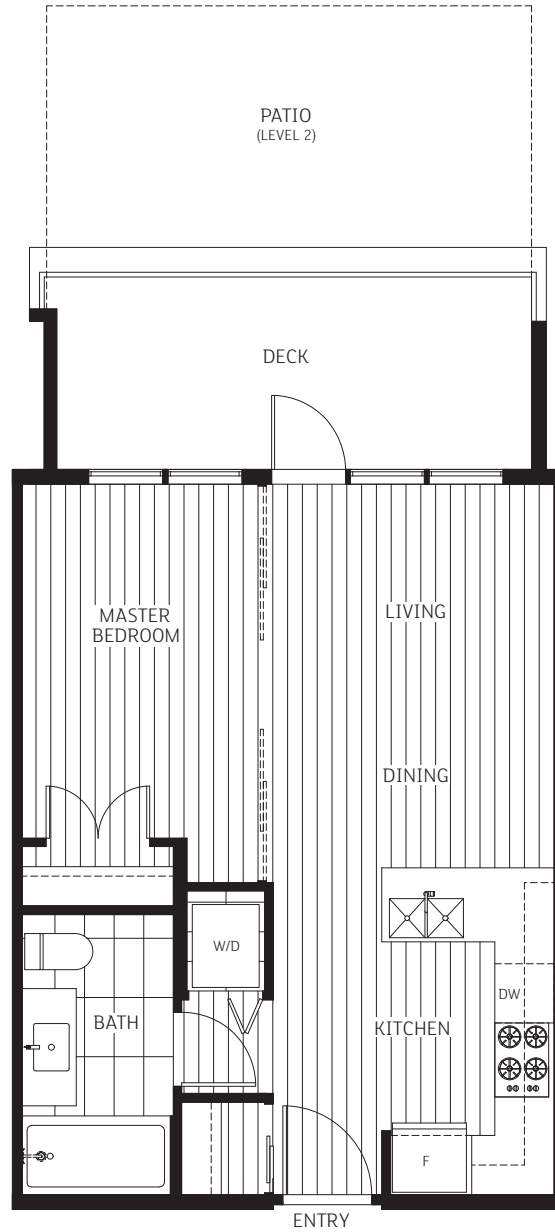 PATIO
(LEVEL 2)
DECK
MASTER
BEDROOM
LIVING
DINING
W/D
DW
BATH
KITCHEN
F
ENTRY